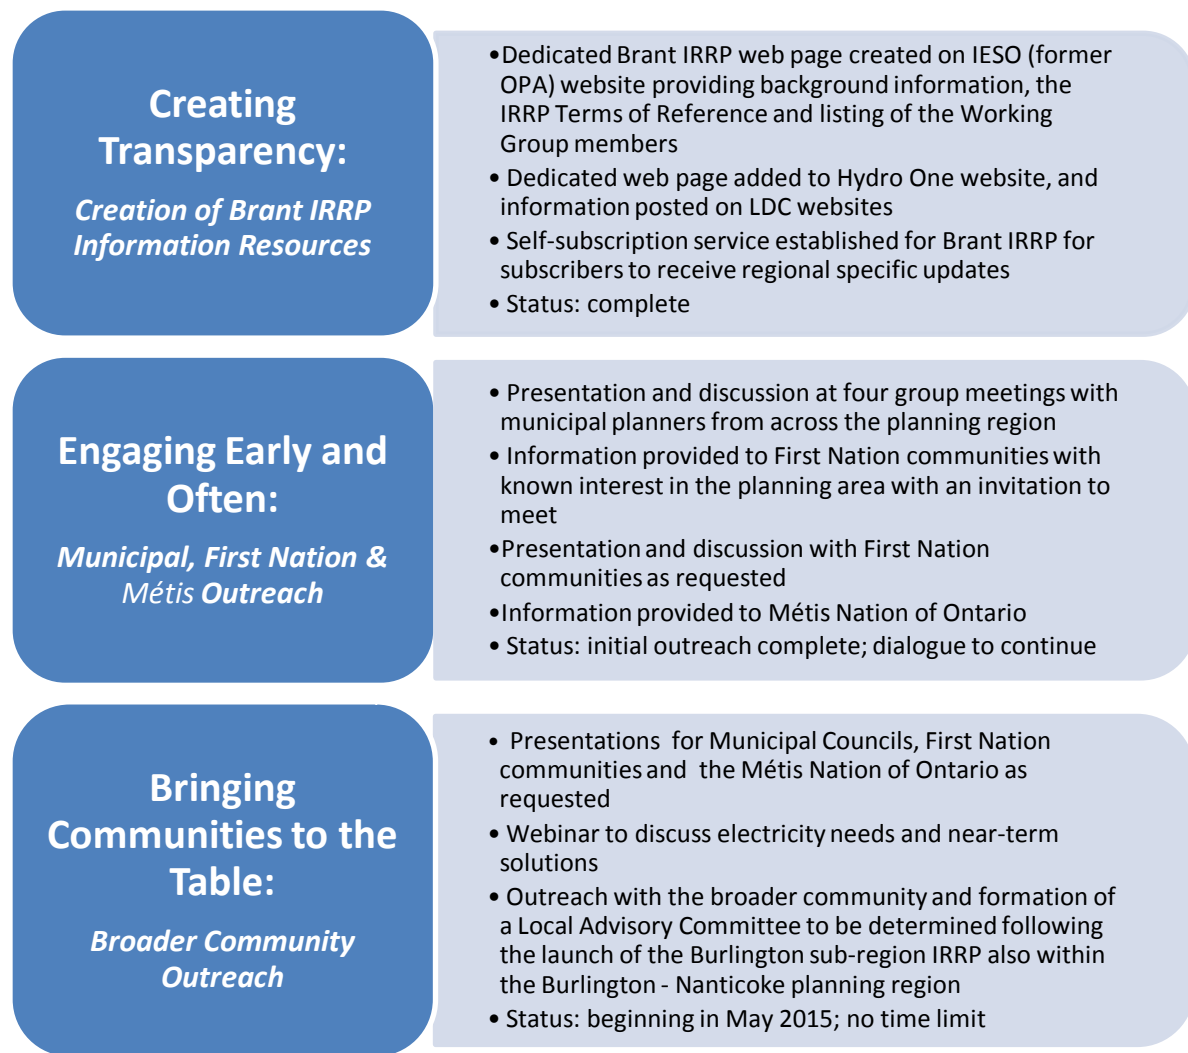 Creating
Transparency:
Creation of Brant IRRP
Information Resources
•Dedicated Brant IRRP web page created on IESO (former
OPA) website providing background information, the
IRRP Terms of Reference and listing of the Working
Group members
• Dedicated web page added to Hydro One website, and
information posted on LDC websites
• Self-subscription service established for Brant IRRP for
subscribers to receive regional specific updates
• Status: complete
Engaging Early and
Often:
Municipal, First Nation &
Métis Outreach
• Presentation and discussion at four group meetings with
municipal planners from across the planning region
• Information provided to First Nation communities with
known interest in the planning area with an invitation to
meet
•Presentation and discussion with First Nation
communities as requested
•Information provided to Métis Nation of Ontario
• Status: initial outreach complete; dialogue to continue
Bringing
Communities to the
Table:
Broader Community
Outreach
• Presentations for Municipal Councils, First Nation
communities and the Métis Nation of Ontario as
requested
• Webinar to discuss electricity needs and near-term
solutions
• Outreach with the broader community and formation of
a Local Advisory Committee to be determined following
the launch of the Burlington sub-region IRRP also within
the Burlington - Nanticoke planning region
• Status: beginning in May 2015; no time limit